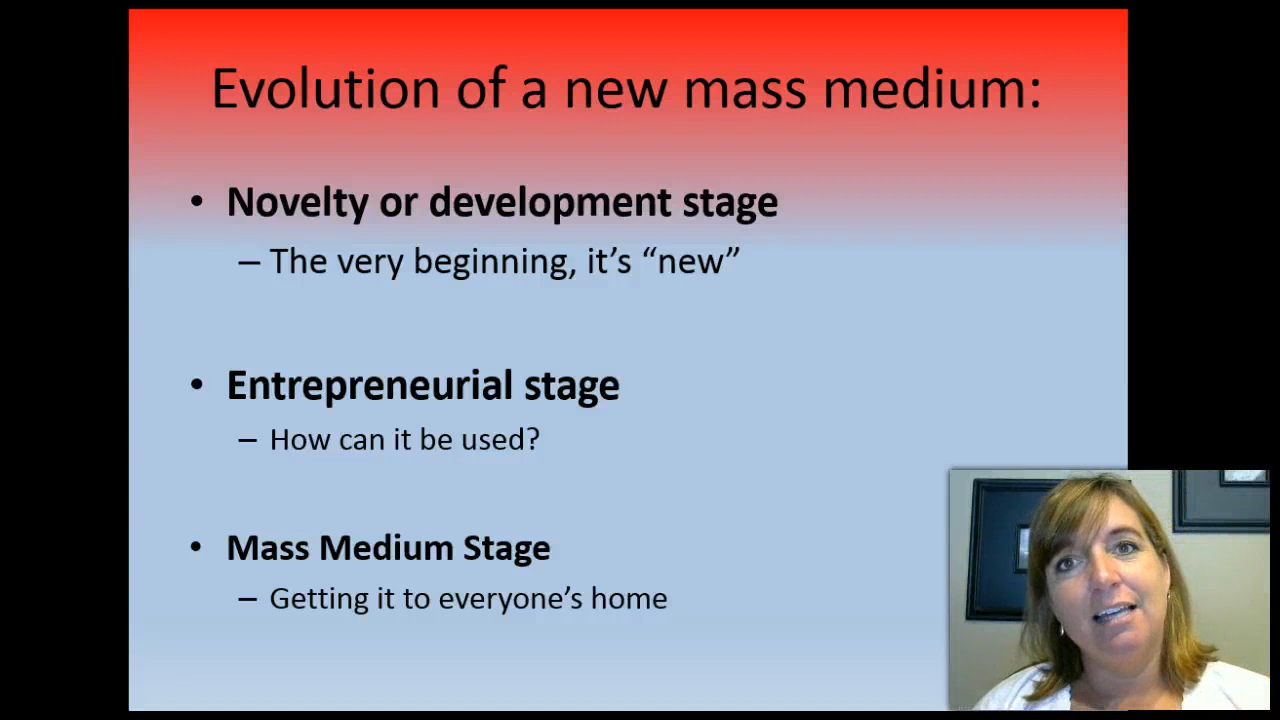 Evolution of a new mass medium:
• Novelty or development stage
– The very beginning, it’s “new”
• Entrepreneurial stage
– How can it be used?
• Mass Medium Stage
– Getting it to everyone’s home